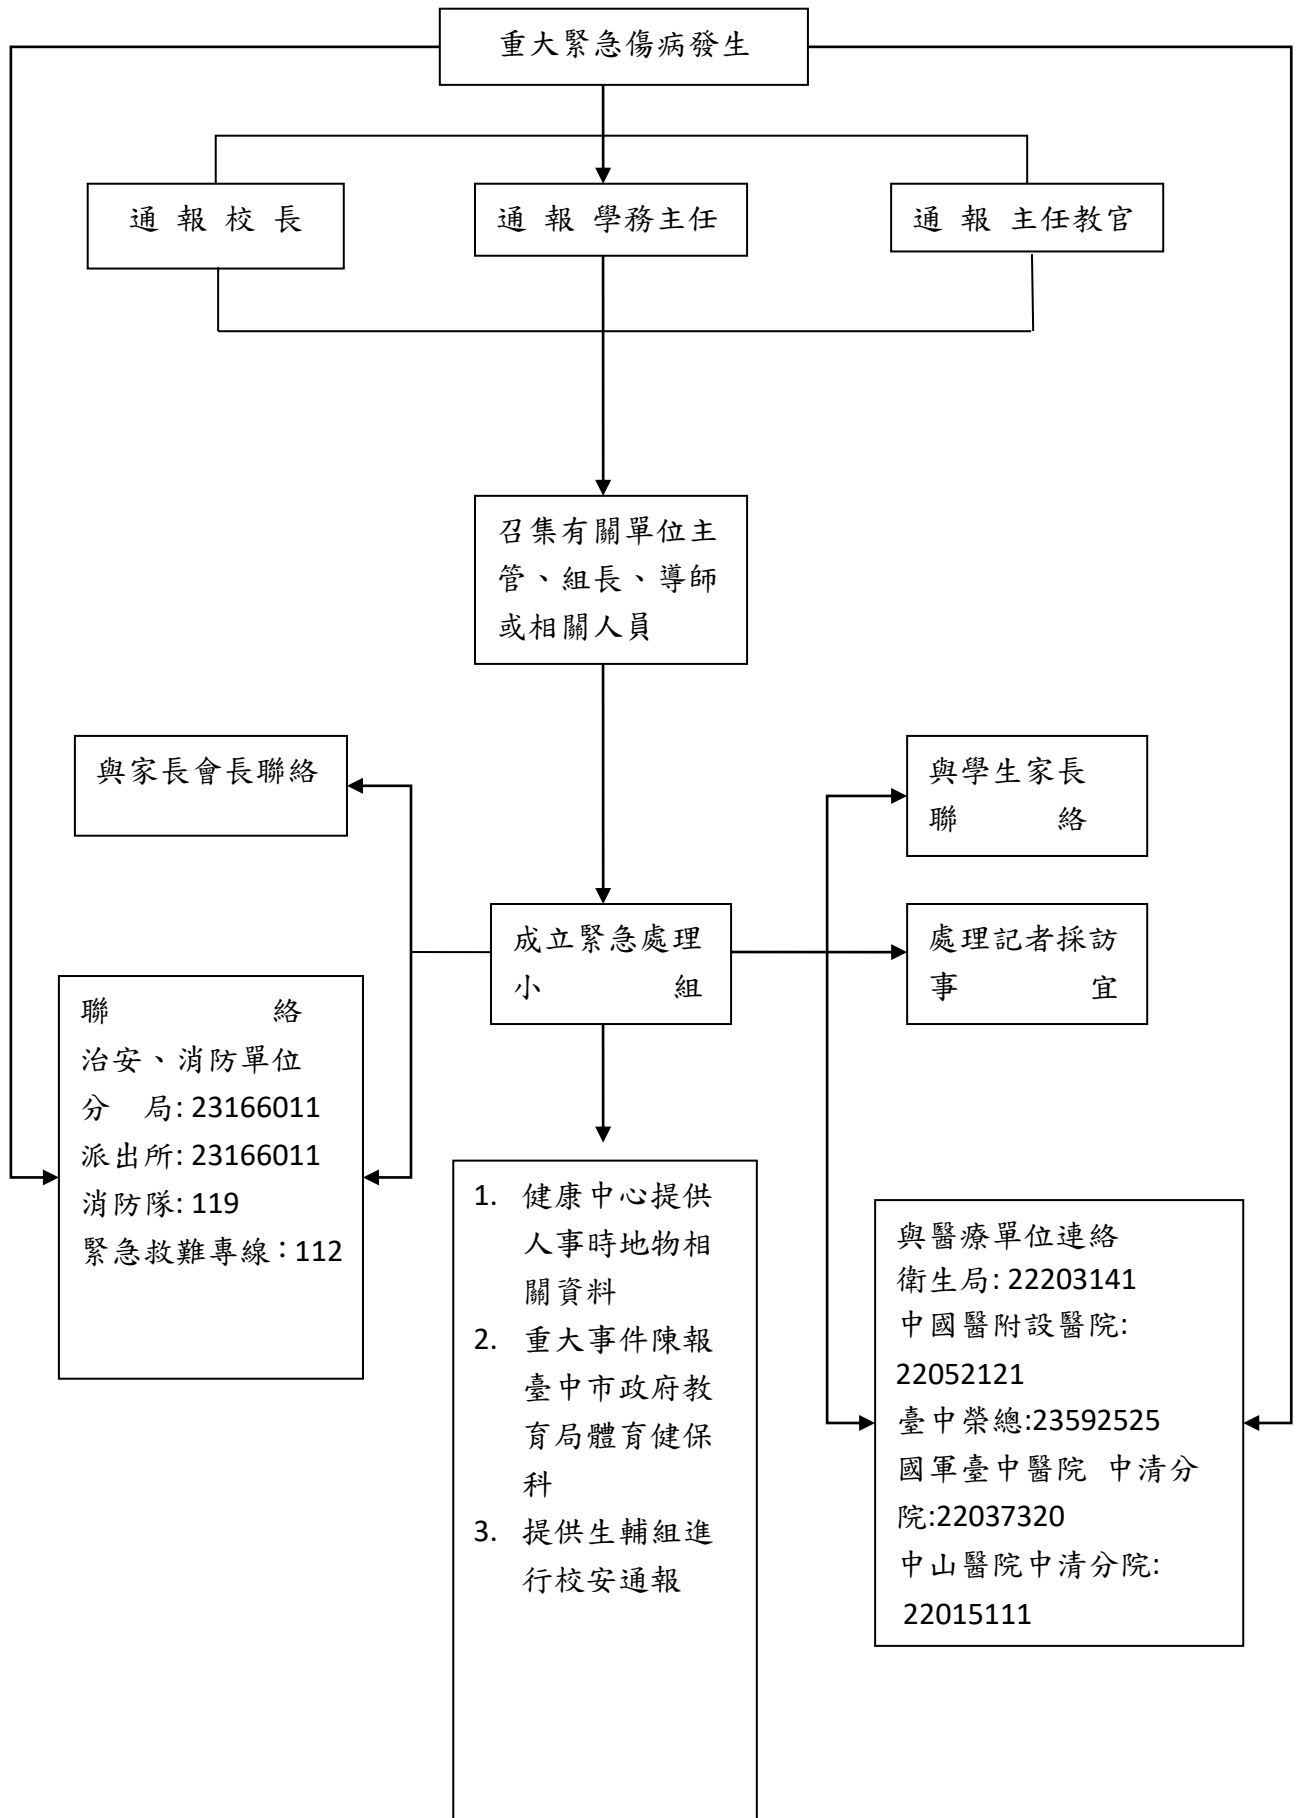 重大緊急傷病發生
通 報 校 長
通 報 學務主任
通 報 主任教官
召集有關單位主
管、組長、導師
或相關人員
與家長會長聯絡
與學生家長
聯 絡
成立緊急處理
小 組
處理記者採訪
事 宜
聯 絡
治安、消防單位
分 局: 23166011
派出所: 23166011
消防隊: 119
緊急救難專線：112
1. 健康中心提供
人事時地物相
關資料
2. 重大事件陳報
臺中市政府教
育局體育健保
科
3. 提供生輔組進
行校安通報
與醫療單位連絡
衛生局: 22203141
中國醫附設醫院:
22052121
臺中榮總:23592525
國軍臺中醫院 中清分
院:22037320
中山醫院中清分院:
22015111